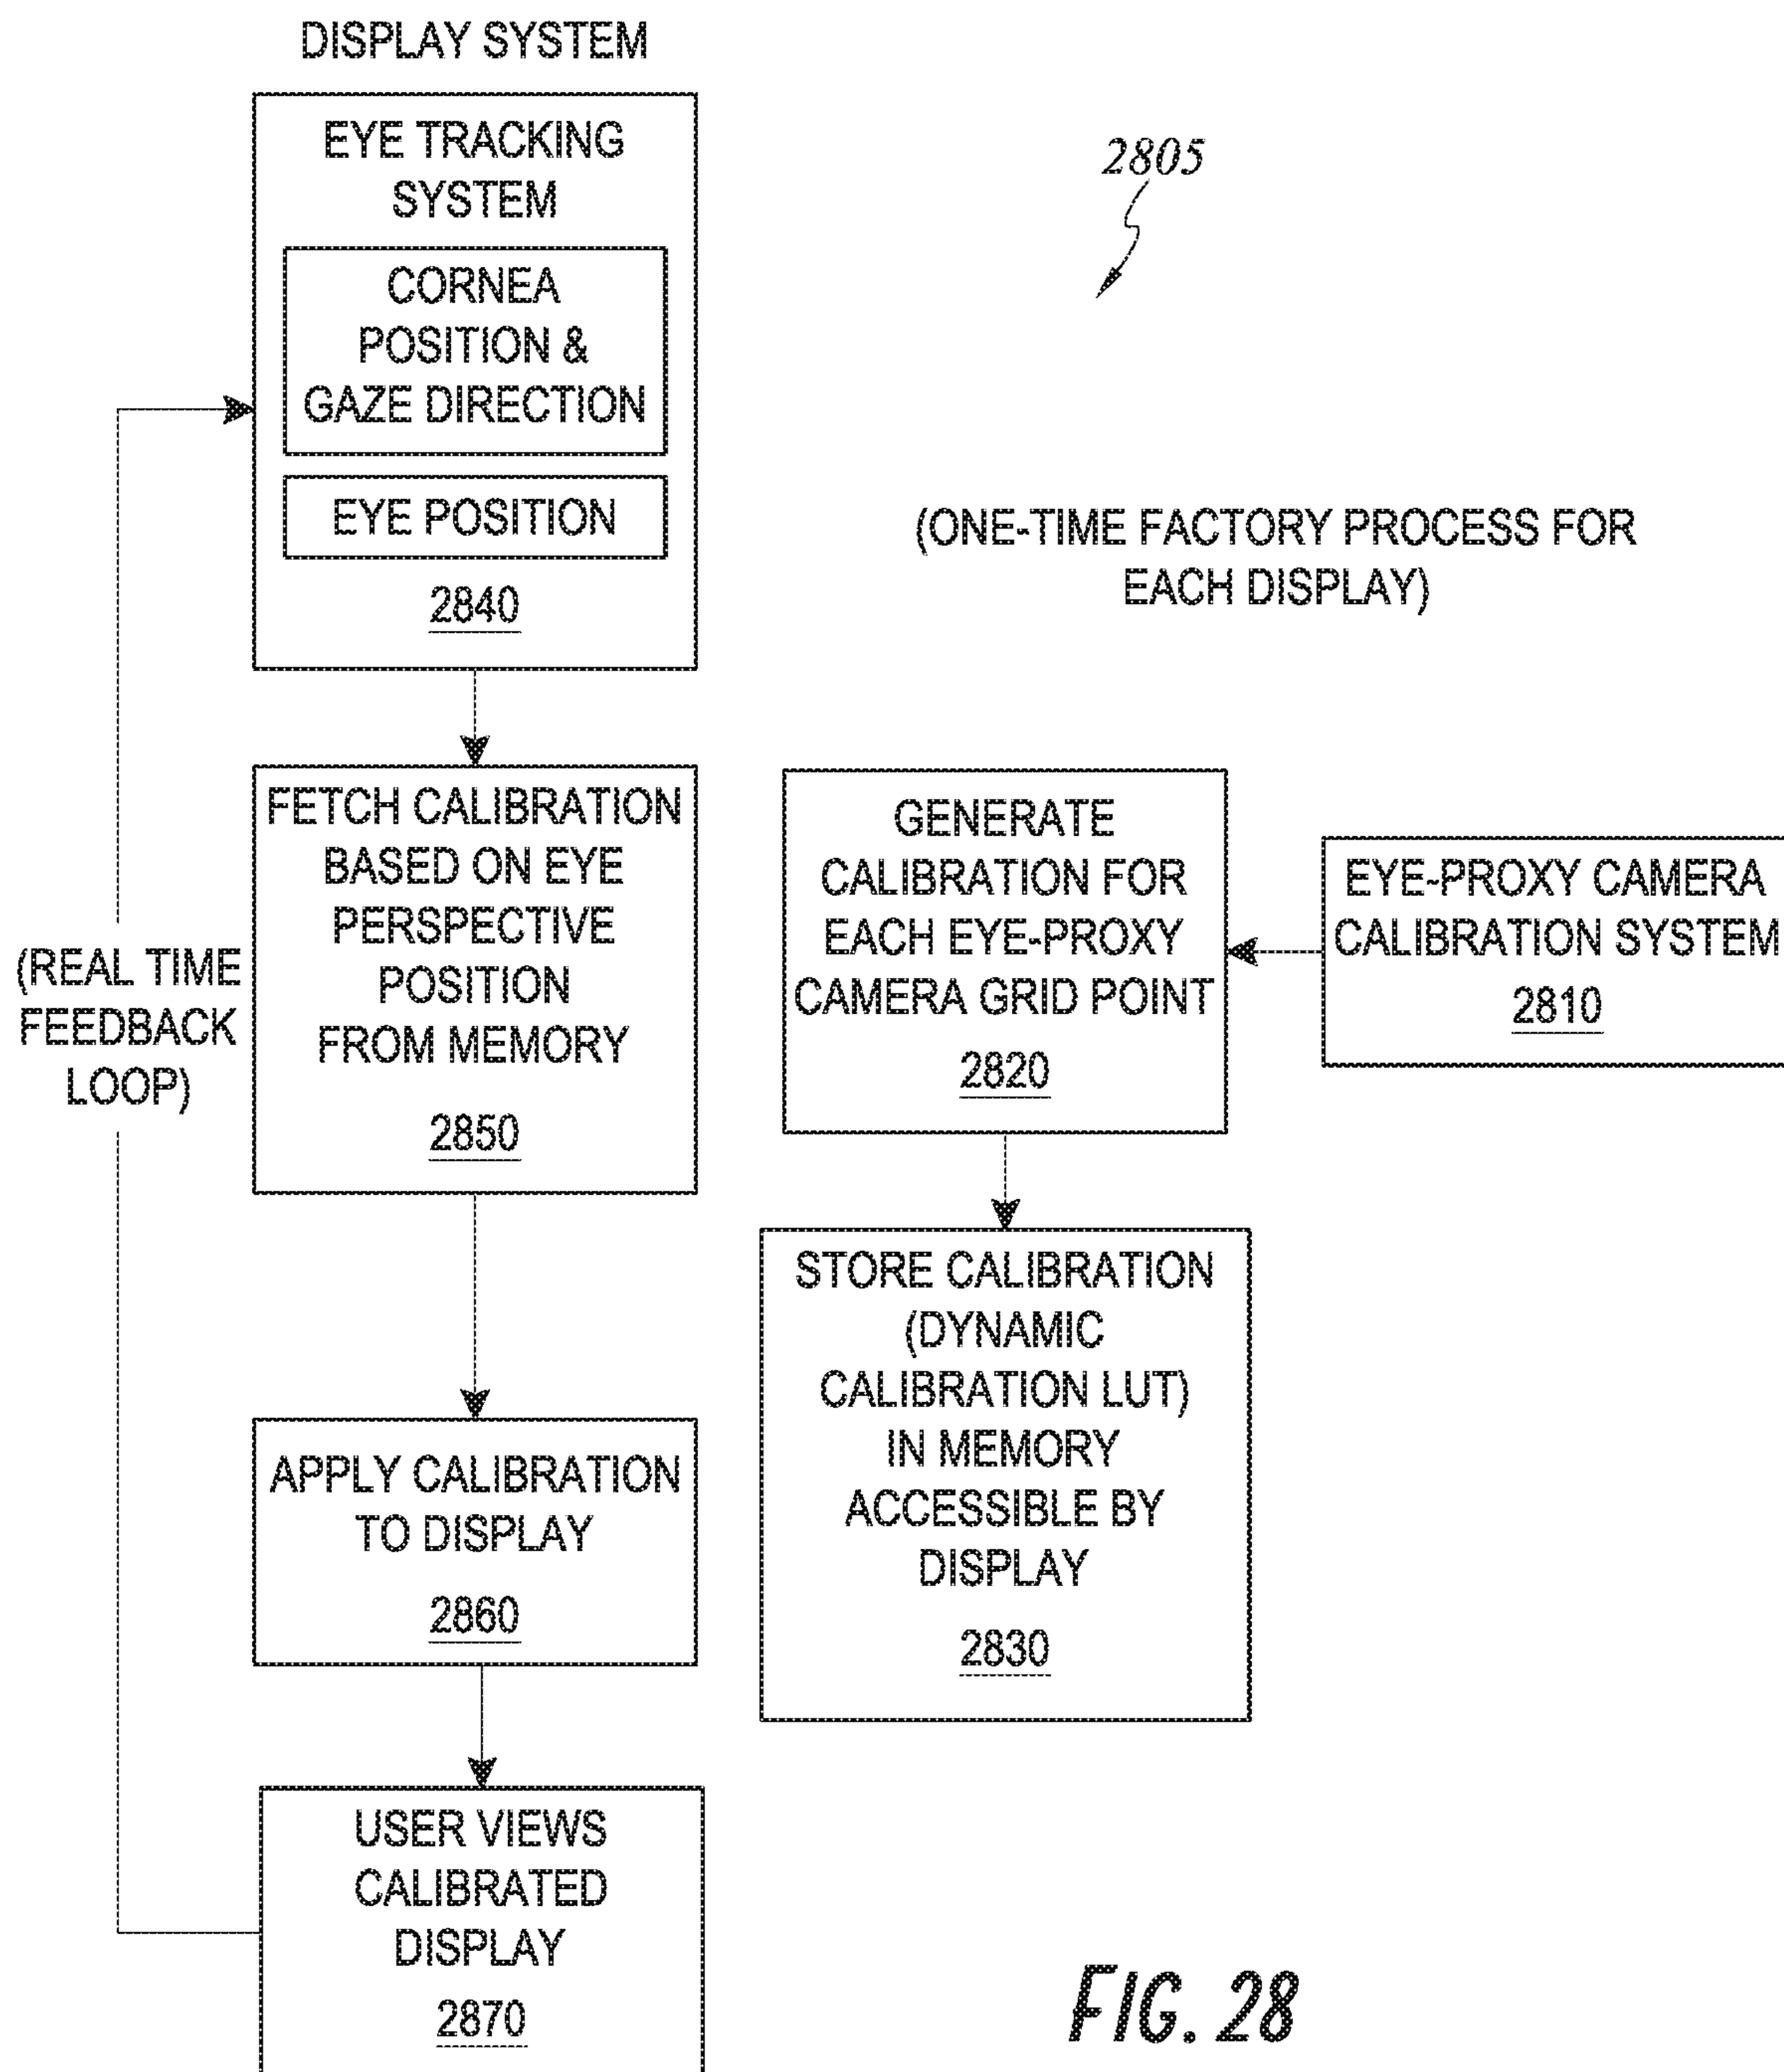 DISPLAY SYSTEM
EYE TRACKING
SYSTEM
CORNEA
POSITION &
GAZE DIRECTION
EYE POSITION
2840
FETCH CALIBRATION
BASED ON EYE
PERSPECTIVE
POSITION
FROM MEMORY
2850
APPLY CALIBRATION
TO DISPLAY
2860
USER VIEWS
CALIBRATED
DISPLAY
2870
(REAL TIME
FEEDBACK
LOOP)
2805
(ONE-TIME FACTORY PROCESS FOR
EACH DISPLAY)
EYE-PROXY CAMERA
CALIBRATION SYSTEM
2810
GENERATE
CALIBRATION FOR
EACH EYE-PROXY
CAMERA GRID POINT
2820
STORE CALIBRATION
(DYNAMIC
CALIBRATION LUT)
IN MEMORY
ACCESSIBLE BY
DISPLAY
2830
FIG. 28